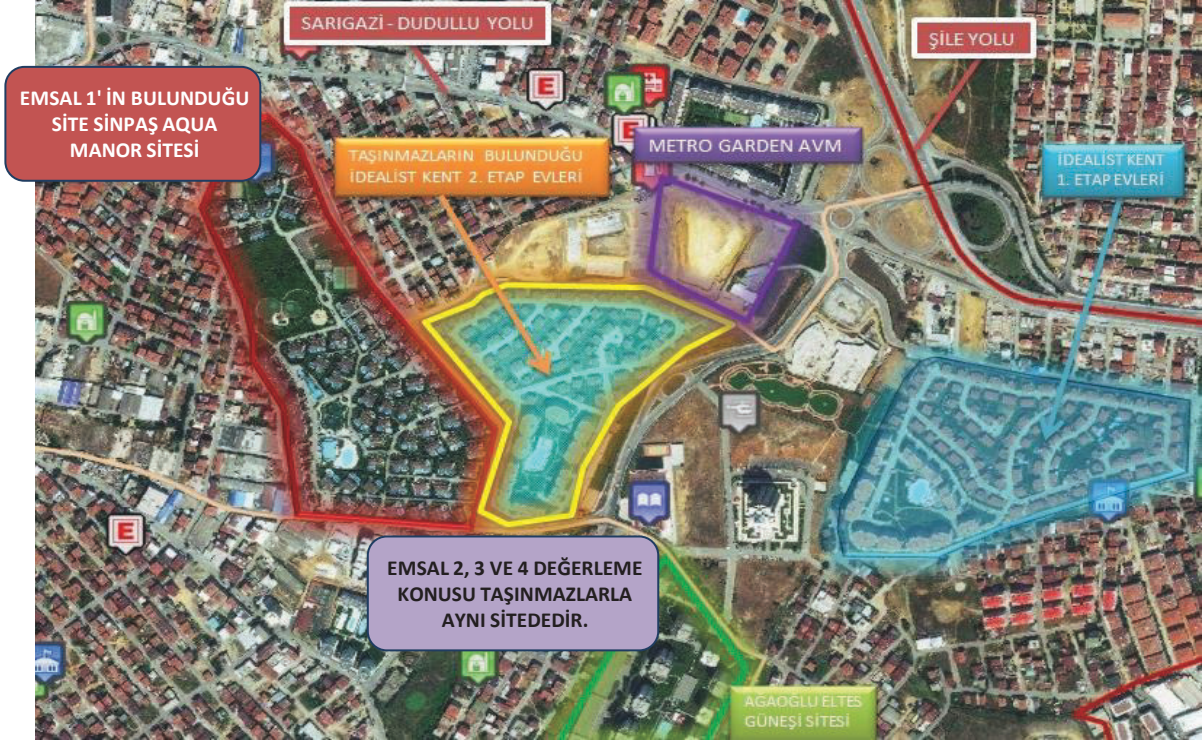 SARIGAZİ - DUDULLU YOLU
ŞİLE YOLU
EMSAL 1' İN BULUNDUĞU
SİTE SİNPAŞ AQUA
MANOR SİTESİ
E
E
METRO GARDEN AVM
TAŞINMAZLARIN BULUNDUĞU
İDEALİST KENT 2. ETAP EVLERİ
İDEALİST KENT
1. ETAP EVLERİ
E
EMSAL 2, 3 VE 4 DEĞERLEME
KONUSU TAŞINMAZLARLA
AYNI SİTEDEDİR.
AĞAOĞLU ELTES
GÜNEŞİ SİTESİ